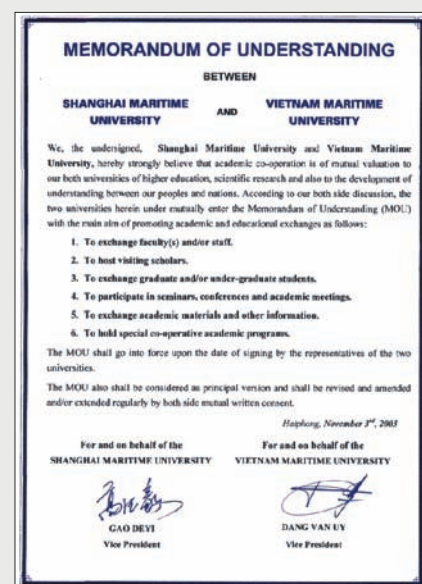 MEMORANDUM OF UNDERSTANDING
BETWEEN
SHANGHAI MARITIME UNIVERSITY
AND
VIETNAM MARITIME UNIVERSITY
We, the undersigned, Shanghai Maritime University and Vietnam Maritime
University, hereby strongly believe that academic co-operation is of mutual valuation to
our both universities of higher education, scientific research and also to the development of
understanding between our peoples and nations. According to our both side discussion, the
two universities herein under mutually enter the Memorandum of Understanding (MOU)
with the main aim of promoting academic and educational exchanges as follows:
1. To exchange faculty(s) and/or staff.
2. To host visiting scholars.
3. To exchange graduate and/or under-graduate students.
4. To participate in seminars, conferences and academic meetings.
5. To exchange academic materials and other information.
6. To hold special co-operative academic programs.
The MOU shall go into force upon the date of signing by the representatives of the two
universities.
The MOU also shall be considered as principal version and shall be revised and amended
and/or extended regularly by both side mutual written consent.
Haiphong, November 3rd, 2003
For and on behalf of the
SHANGHAI MARITIME UNIVERSITY
GAO DEYI
Vice President
For and on behalf of the
VIETNAM MARITIME UNIVERSITY
DANG VAN UY
Vice President